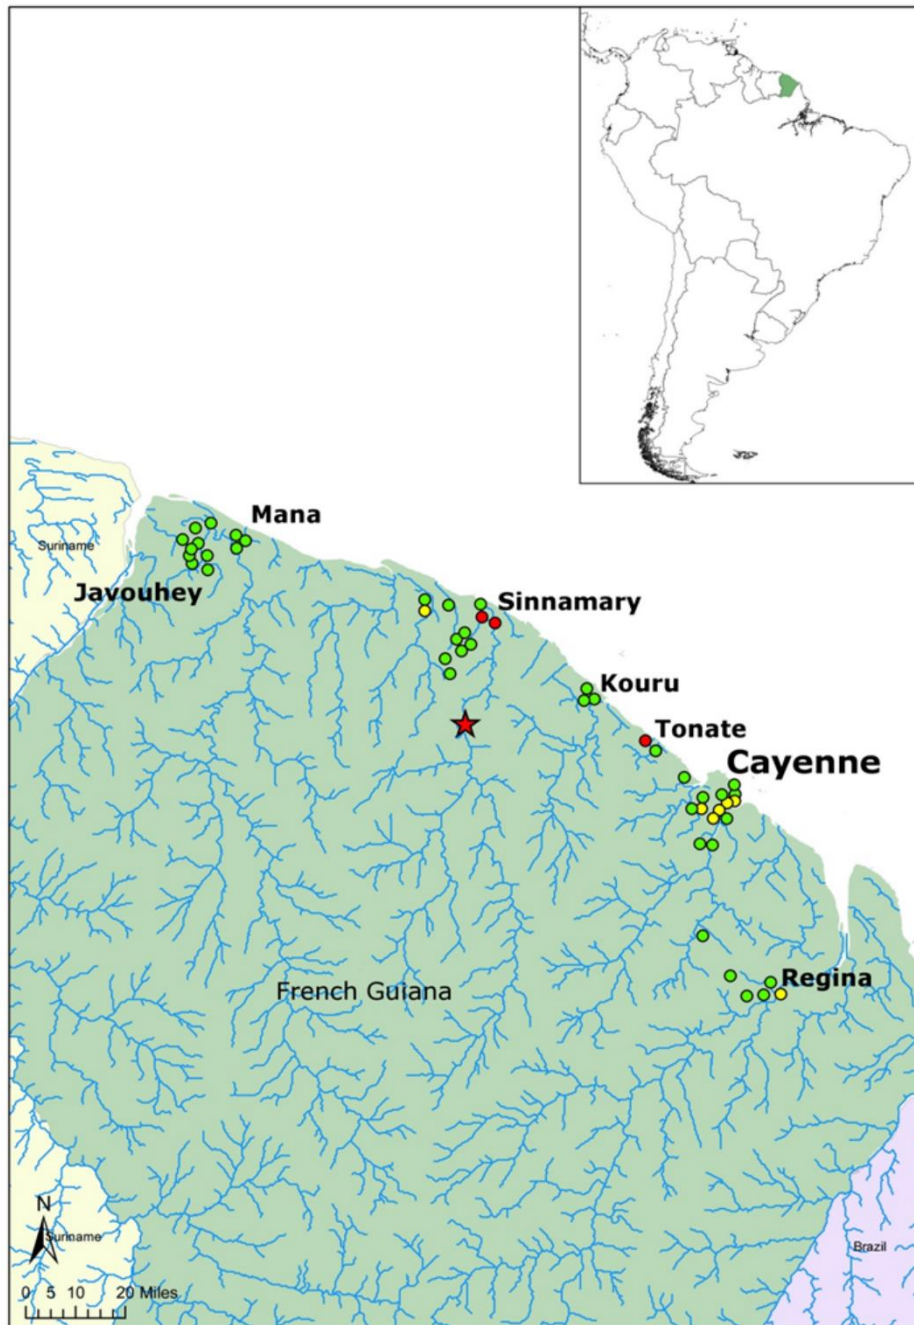 Mana
Suriname
Javouhey
Sinnamary
Kouru
Tonate
Cayenne
Regina
French Guiana
N
Suriname
Brazil
0 5 10 20 Miles